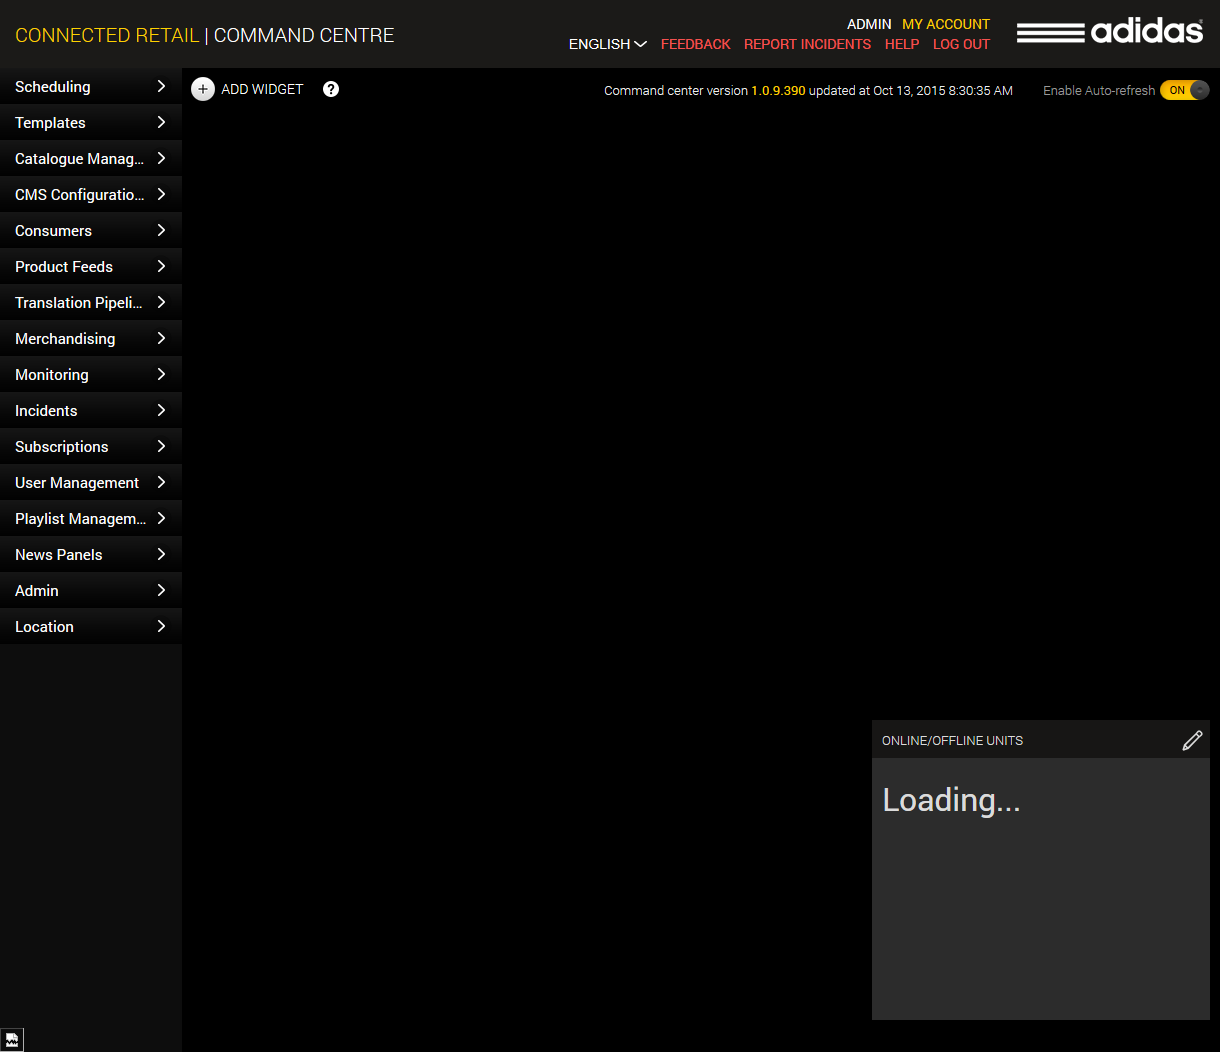 CONNECTED RETAIL | COMMAND CENTRE
ADMIN MY ACCOUNT
ENGLISH FEEDBACK REPORT INCIDENTS HELP LOG OUT
adidas
Scheduling
Templates
Catalogue Manag...
CMS Configuratio...
Consumers
Product Feeds
Translation Pipeli...
Merchandising
Monitoring
Incidents
Subscriptions
User Management
Playlist Managem...
News Panels
Admin
Location
+ ADD WIDGET ?
Command center version 1.0.9.390 updated at Oct 13, 2015 8:30:35 AM
Enable Auto-refresh ON
ONLINE/OFFLINE UNITS
Loading...